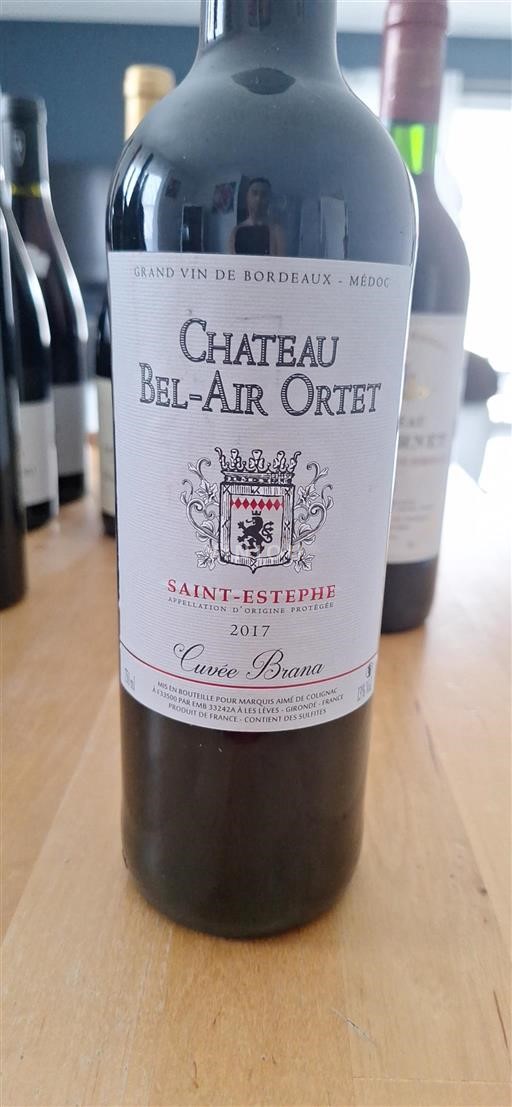 GRAND VIN DE BORDEAUX - MÉDOC
CHATEAU
BEL-AIR ORTET
SAINT-ESTEPHE
APPELLATION D'ORIGINE PROTÉGÉE
2017
Cuvée Brana
MIS EN BOUTEILLE POUR MARQUIS AIMÉ DE COLIGNAC
À F33500 PAR EMB 33242A À LES LÈVES - GIRONDE - FRANCE
PRODUIT DE FRANCE - CONTIENT DES SULFITES